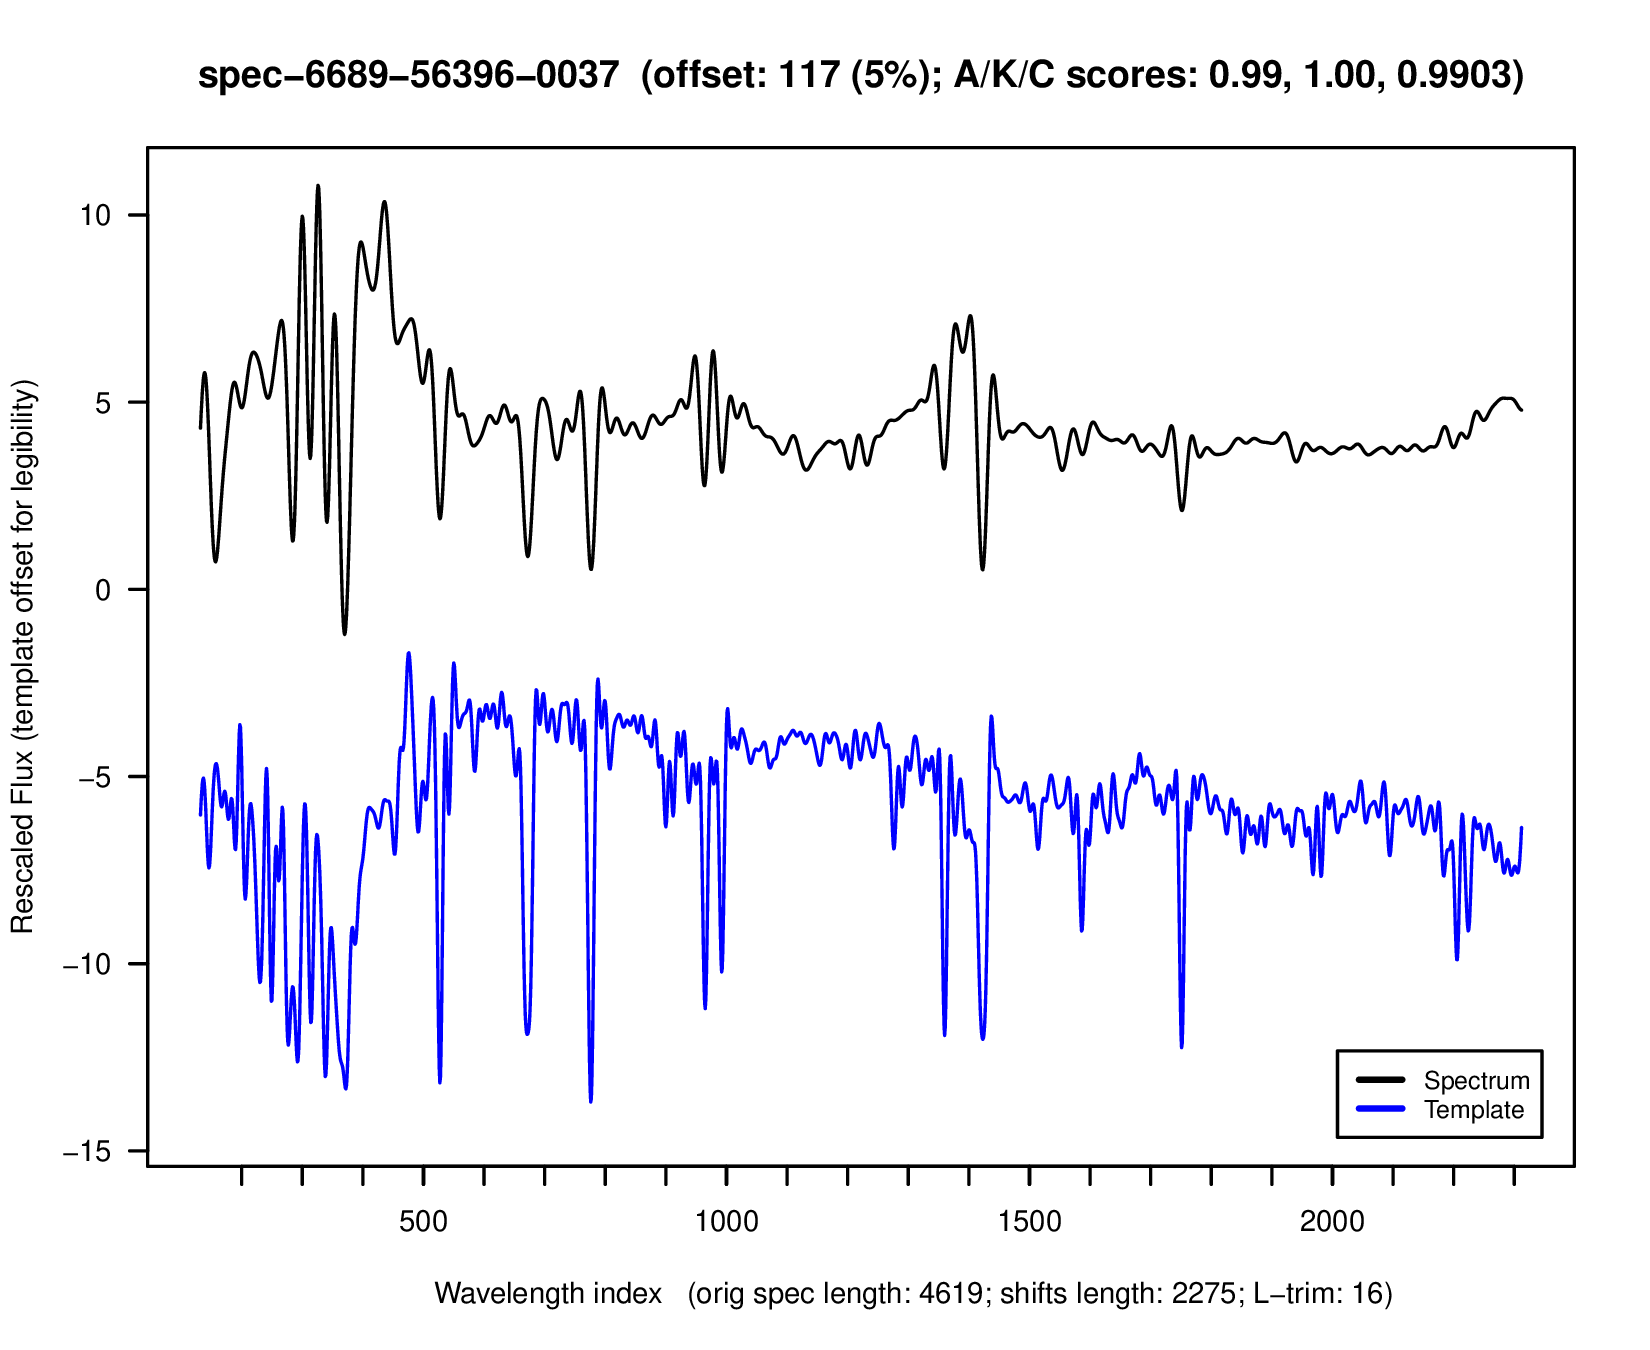 spec−6689−56396−0037 (offset: 117 (5%); A/K/C scores: 0.99, 1.00, 0.9903)
Rescaled Flux (template offset for legibility)
10
5
0
−5
−10
−15
Spectrum
Template
500 1000 1500 2000
Wavelength index (orig spec length: 4619; shifts length: 2275; L−trim: 16)